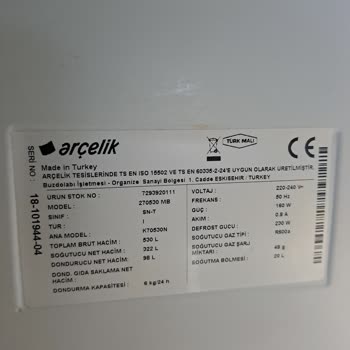 arçelik
TÜRK MALI
CE
Made in Turkey
ARÇELİK TESİSLERİNDE TS EN ISO 15502 VE TS EN 60335-2-24'E UYGUN OLARAK ÜRETİLMİŞTİR.
Buzdolabı İşletmesi - Organize Sanayi Bölgesi 1. Cadde ESKİŞEHİR / TURKEY
SERI NO : 18-101944-04
ÜRÜN STOK NO : 7293920111
MODEL : 270530 MB
SINIF : SN-T
TÜR : I
ANA MODEL : K70530N
TOPLAM BRÜT HACİM : 530 L
SOĞUTUCU NET HACİM : 322 L
DONDURUCU NET HACİM : 98 L
DOND. GIDA SAKLAMA NET HACİM :
DONDURMA KAPASİTESİ : 6 kg/24 h
VOLTAJ : 220-240 V~
FREKANS : 50 Hz
GÜÇ : 160 W
AKIM : 0.8 A
DEFROST GÜCÜ : 230 W
SOĞUTUCU GAZ TİPİ : R600a
SOĞUTUCU GAZ ŞARJ MİKTARI :
SOĞUTMA BÖLMESİ : 20 L